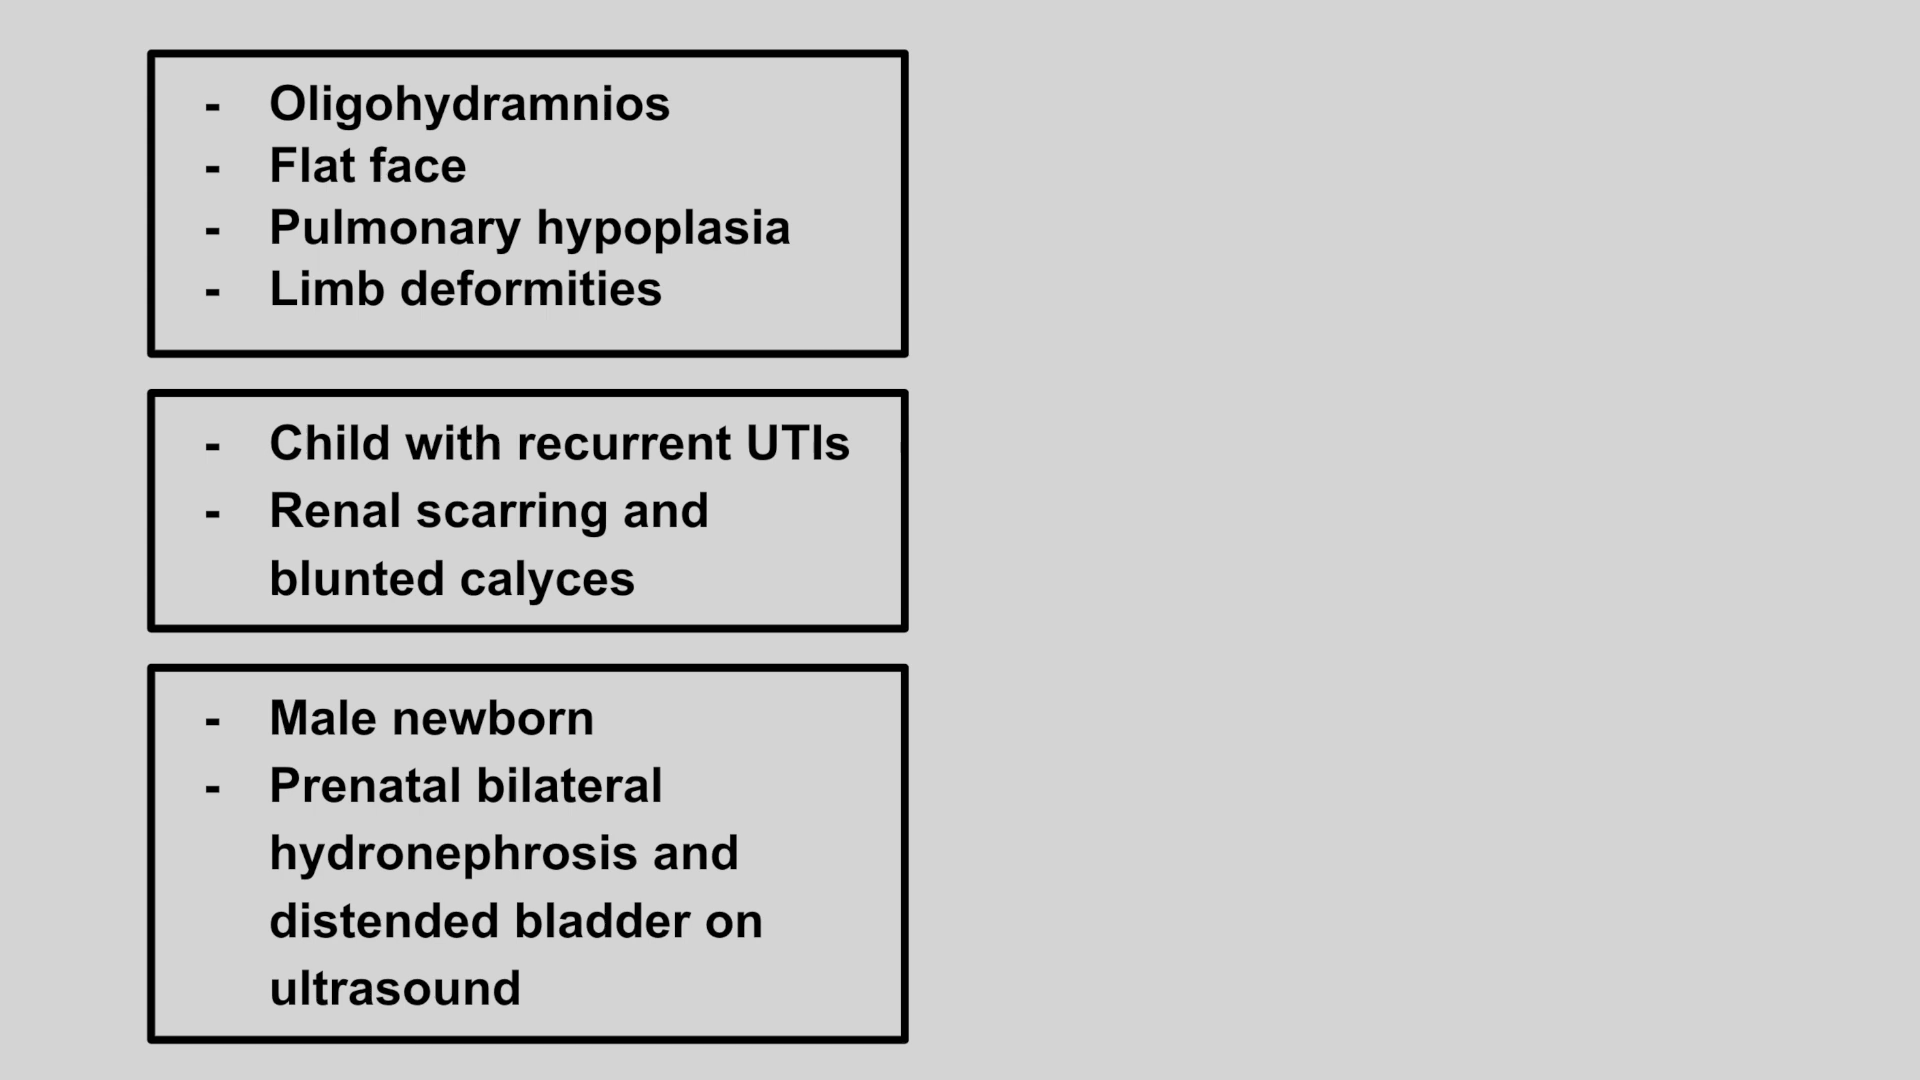 - Oligohydramnios
- Flat face
- Pulmonary hypoplasia
- Limb deformities
- Child with recurrent UTIs
- Renal scarring and
blunted calyces
- Male newborn
- Prenatal bilateral
hydronephrosis and
distended bladder on
ultrasound